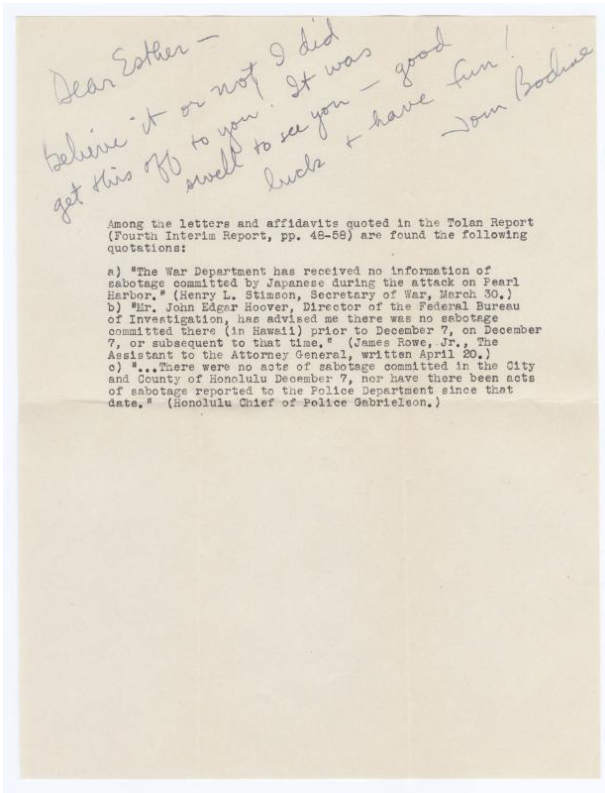 Dear Esther —
Believe it or not I did
get this off to you. It was
swell to see you — good
luck & have fun!
Tom Bodine
Among the letters and affidavits quoted in the Tolan Report
(Fourth Interim Report, pp. 48-58) are found the following
quotations:
a) "The War Department has received no information of
sabotage committed by Japanese during the attack on Pearl
Harbor." (Henry L. Stimson, Secretary of War, March 30.)
b) "Mr. John Edgar Hoover, Director of the Federal Bureau
of Investigation, has advised me there was no sabotage
committed there (in Hawaii) prior to December 7, on December
7, or subsequent to that time." (James Rowe, Jr., The
Assistant to the Attorney General, written April 20.)
c) "...There were no acts of sabotage committed in the City
and County of Honolulu December 7, nor have there been acts
of sabotage reported to the Police Department since that
date." (Honolulu Chief of Police Gabrielson.)